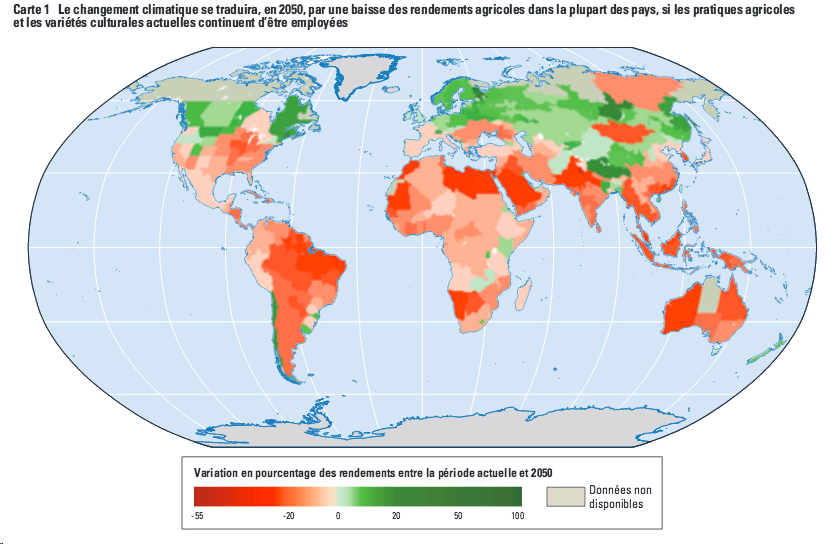 Carte 1 Le changement climatique se traduira, en 2050, par une baisse des rendements agricoles dans la plupart des pays, si les pratiques agricoles
et les variétés culturales actuelles continuent d'être employées
Variation en pourcentage des rendements entre la période actuelle et 2050
Données non
disponibles
-55 -20 0 20 50 100